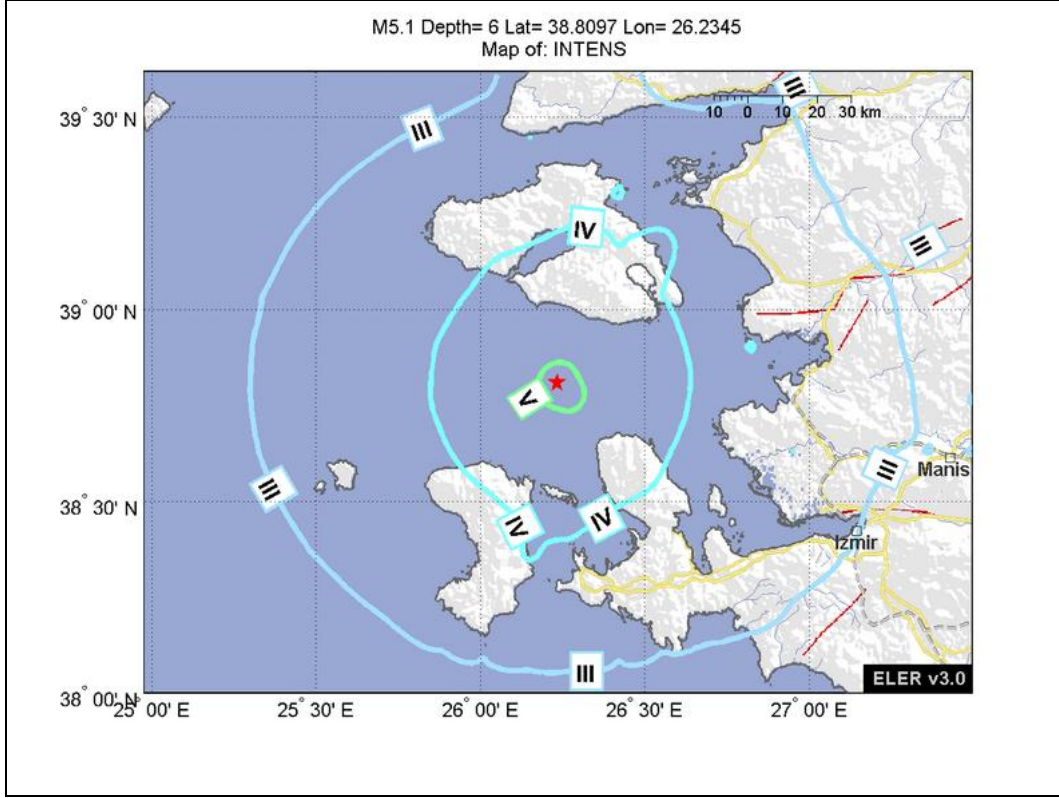 M5.1 Depth= 6 Lat= 38.8097 Lon= 26.2345
Map of: INTENS
III
10 0 10 20 30 km
39° 30' N
III
IV
III
39° 00' N
V
III
Manis
III
38° 30' N
IV
IV
Izmir
III
ELER v3.0
38° 00' N
25° 00' E
25° 30' E
26° 00' E
26° 30' E
27° 00' E